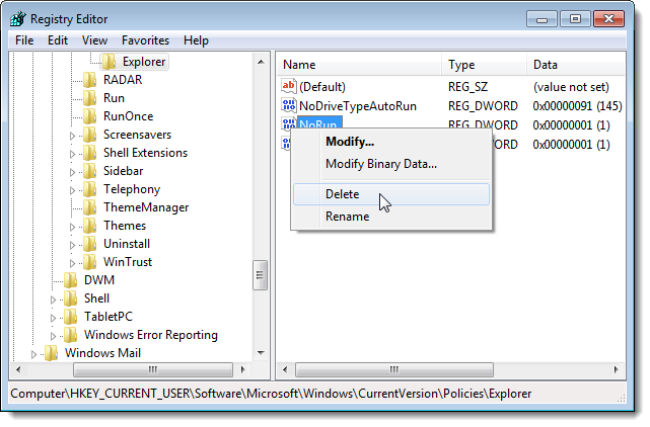 Registry Editor
File Edit View Favorites Help
Explorer
RADAR
Run
RunOnce
Screensavers
Shell Extensions
Sidebar
Telephony
ThemeManager
Themes
Uninstall
WinTrust
DWM
Shell
TabletPC
Windows Error Reporting
Windows Mail
Name Type Data
(Default) REG_SZ (value not set)
NoDriveTypeAutoRun REG_DWORD 0x00000091 (145)
NoRun REG_DWORD 0x00000001 (1)
0x00000001 (1)
Modify...
Modify Binary Data...
Delete
Rename
Computer\HKEY_CURRENT_USER\Software\Microsoft\Windows\CurrentVersion\Policies\Explorer